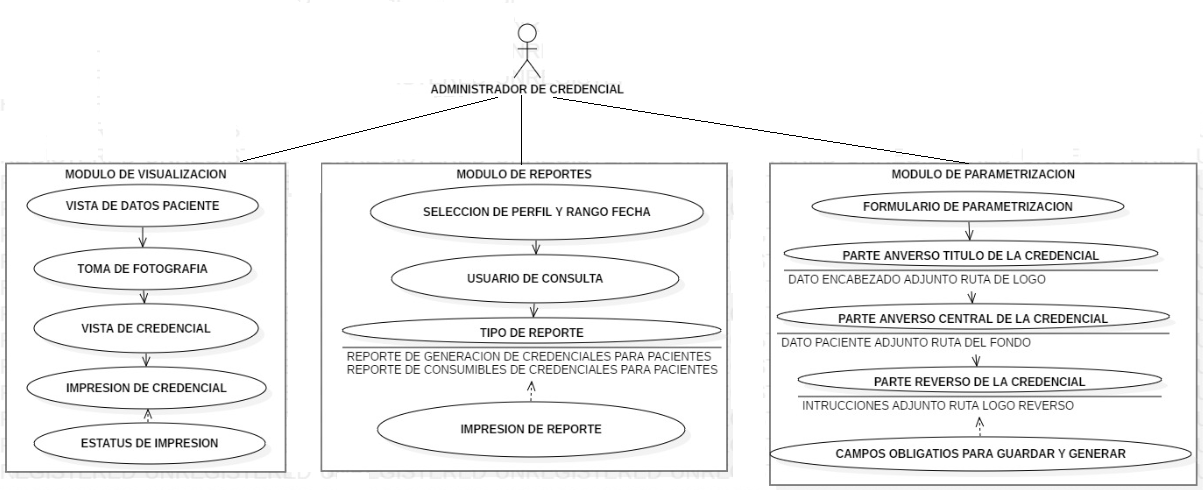 ADMINISTRADOR DE CREDENCIAL
MODULO DE VISUALIZACION
VISTA DE DATOS PACIENTE
TOMA DE FOTOGRAFIA
VISTA DE CREDENCIAL
IMPRESION DE CREDENCIAL
ESTATUS DE IMPRESION
MODULO DE REPORTES
SELECCION DE PERFIL Y RANGO FECHA
USUARIO DE CONSULTA
TIPO DE REPORTE
REPORTE DE GENERACION DE CREDENCIALES PARA PACIENTES
REPORTE DE CONSUMIBLES DE CREDENCIALES PARA PACIENTES
IMPRESION DE REPORTE
MODULO DE PARAMETRIZACION
FORMULARIO DE PARAMETRIZACION
PARTE ANVERSO TITULO DE LA CREDENCIAL
DATO ENCABEZADO ADJUNTO RUTA DE LOGO
PARTE ANVERSO CENTRAL DE LA CREDENCIAL
DATO PACIENTE ADJUNTO RUTA DEL FONDO
PARTE REVERSO DE LA CREDENCIAL
INTRUCCIONES ADJUNTO RUTA LOGO REVERSO
CAMPOS OBLIGATIOS PARA GUARDAR Y GENERAR